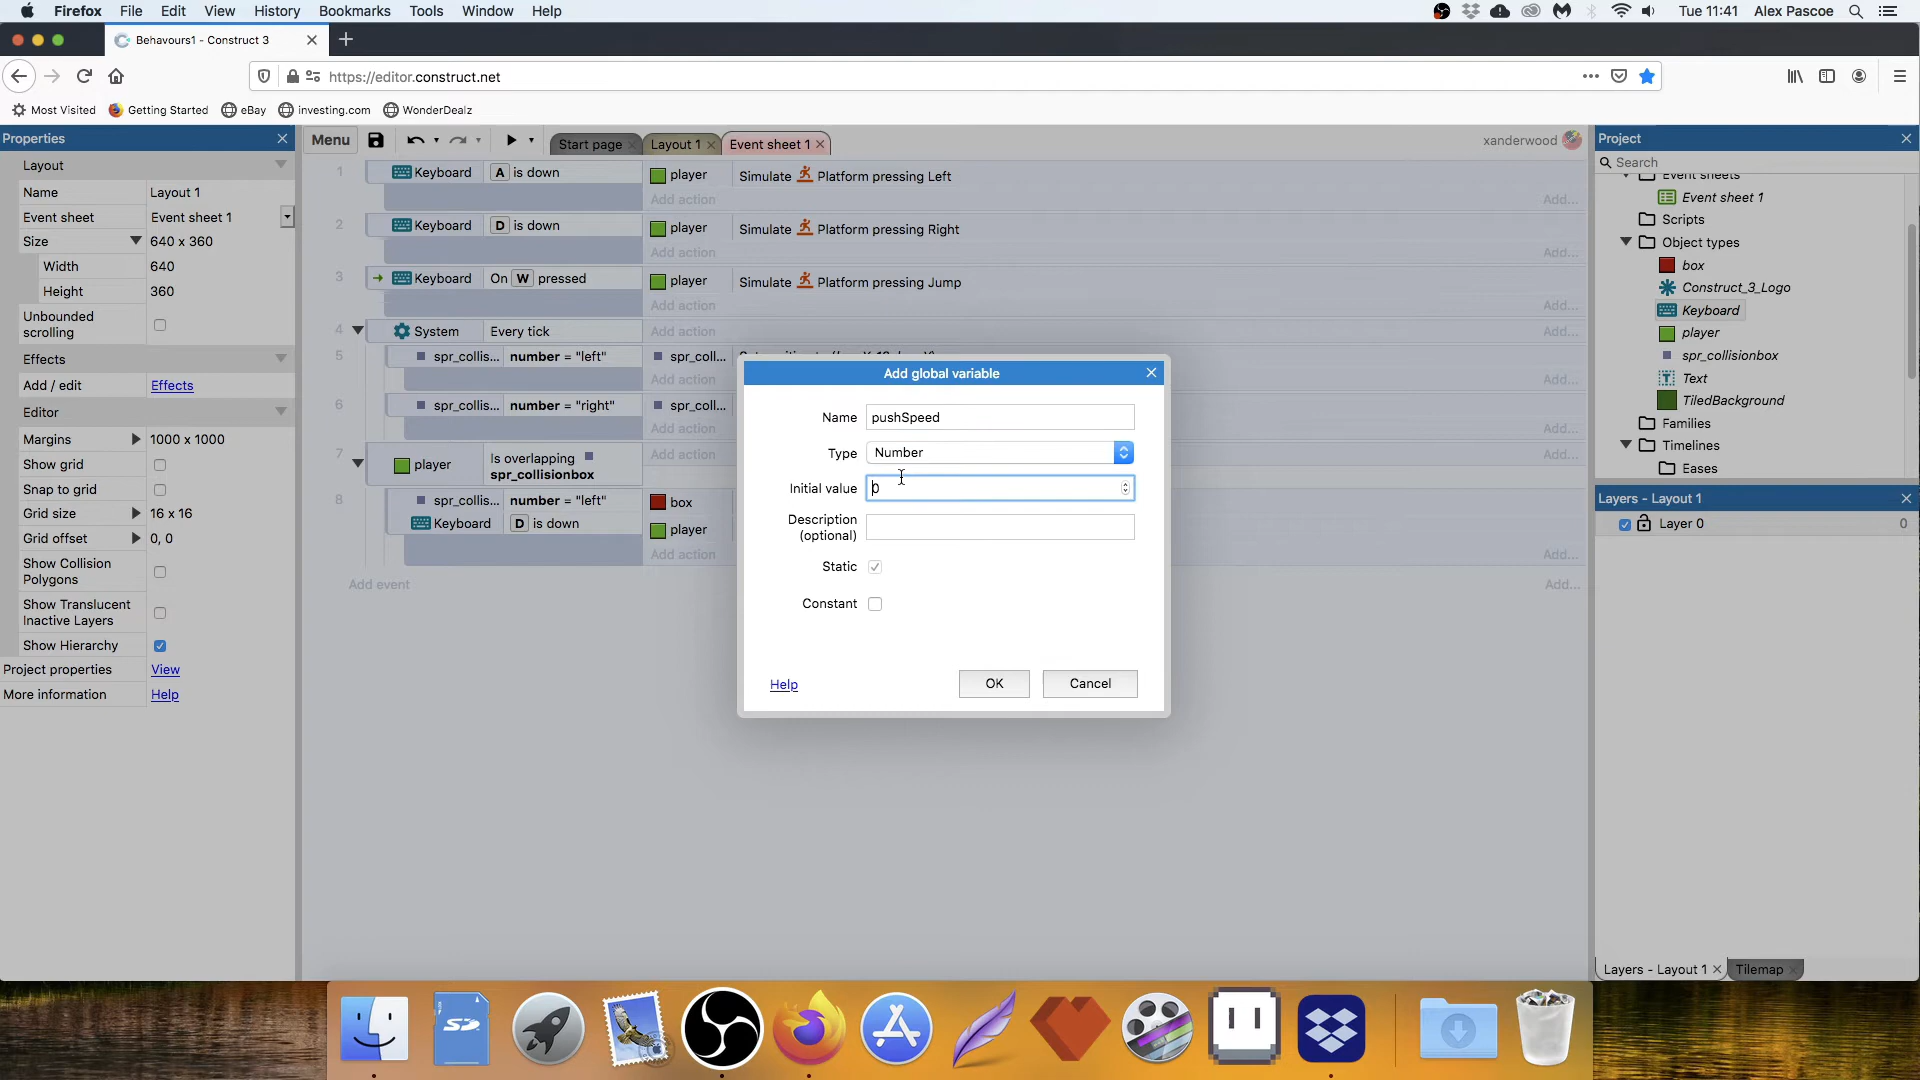 Firefox File Edit View History Bookmarks Tools Window Help Tue 11:41 Alex Pascoe
Behavours1 - Construct 3
https://editor.construct.net
Most Visited Getting Started eBay investing.com WonderDealz
Properties
Layout
Name Layout 1
Event sheet Event sheet 1
Size 640 x 360
Width 640
Height 360
Unbounded scrolling
Effects
Add / edit Effects
Editor
Margins 1000 x 1000
Show grid
Snap to grid
Grid size 16 x 16
Grid offset 0, 0
Show Collision Polygons
Show Translucent Inactive Layers
Show Hierarchy
Project properties View
More information Help
Menu Start page Layout 1 Event sheet 1 xanderwood
1 Keyboard A is down player Simulate Platform pressing Left
Add action Add...
2 Keyboard D is down player Simulate Platform pressing Right
Add action Add...
3 Keyboard On W pressed player Simulate Platform pressing Jump
Add action Add...
4 System Every tick Add action Add...
5 spr_collis... number = "left" spr_coll...
Add action Add...
6 spr_collis... number = "right" spr_coll...
Add action Add...
7 player Is overlapping spr_collisionbox Add action Add...
8 spr_collis... number = "left" box
Keyboard D is down player
Add action Add...
Add event Add...
Add global variable
Name pushSpeed
Type Number
Initial value 0
Description (optional)
Static
Constant
Help OK Cancel
Project
Search
Event sheets
Event sheet 1
Scripts
Object types
box
Construct_3_Logo
Keyboard
player
spr_collisionbox
Text
TiledBackground
Families
Timelines
Eases
Layers - Layout 1
Layer 0 0
Layers - Layout 1 Tilemap